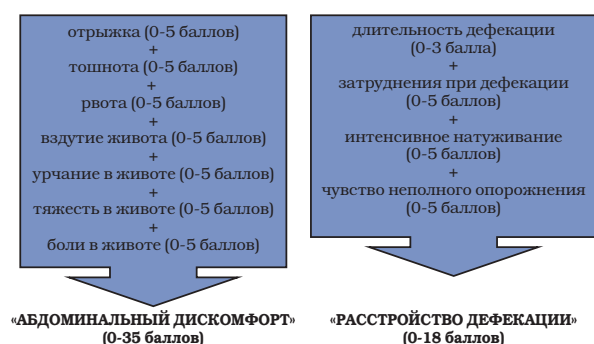 отрыжка (0-5 баллов)
+
тошнота (0-5 баллов)
+
рвота (0-5 баллов)
+
вздутие живота (0-5 баллов)
+
урчание в животе (0-5 баллов)
+
тяжесть в животе (0-5 баллов)
+
боли в животе (0-5 баллов)
«АБДОМИНАЛЬНЫЙ ДИСКОМФОРТ»
(0-35 баллов)
длительность дефекации
(0-3 балла)
+
затруднения при дефекации
(0-5 баллов)
+
интенсивное натуживание
(0-5 баллов)
+
чувство неполного опорожнения
(0-5 баллов)
«РАССТРОЙСТВО ДЕФЕКАЦИИ»
(0-18 баллов)